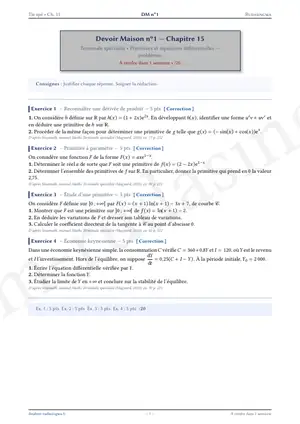 Tle spé • Ch. 15
DM n°1
Devoir Maison n°1 — Chapitre 15
Terminale spécialité • Primitives et équations différentielles —
problèmes
À rendre dans 1 semaine • /20
Consignes : Justifier chaque réponse. Soigner la rédaction.
Exercice 1 – Reconnaître une dérivée de produit – 5 pts [Correction]
1. On considère h définie sur R par h(x) = (1 + 2x)e^{2x}. En développant h(x), identifier une forme u'v + uv' et
en déduire une primitive de h sur R.
2. Procéder de la même façon pour déterminer une primitive de g telle que g(x) = (− sin(x) + cos(x))e^{x}.
Exercice 2 – Primitives à paramètre – 5 pts [Correction]
On considère une fonction F de la forme F(x) = axe^{1−x}.
2. Déterminer le réel a de sorte que F soit une primitive de f(x) = (2 − 2x)e^{1−x}.
2. Déterminer l'ensemble des primitives de f sur R. En particulier, donner la primitive qui prend en 0 la valeur
2,75.
Exercice 3 – Étude d'une primitive – 5 pts [Correction]
On considère F définie sur [0 ; +∞[ par F(x) = (x + 1) ln(x + 1) − 3x + 7, de courbe 𝒞.
1. Montrer que F est une primitive sur [0 ; +∞[ de f(x) = ln(x + 1) − 2.
2. En déduire les variations de F et dresser son tableau de variations.
3. Calculer le coefficient directeur de la tangente à 𝒞 au point d'abscisse 0.
Exercice 4 – Économie keynésienne – 5 pts [Correction]
Dans une économie keynésienne simple, la consommation C vérifie C = 360 + 0,8Y et I = 120, où Y est le revenu
et I l'investissement. Hors de l'équilibre, on suppose dY/dt = 0,25(C + I − Y). À la période initiale, Y₀ = 2 000.
1. Écrire l'équation différentielle vérifiée par Y.
2. Déterminer la fonction Y.
3. Étudier la limite de Y en +∞ et conclure sur la stabilité de l'équilibre.
Ex. 1 : 5 pts Ex. 2 : 5 pts Ex. 3 : 5 pts Ex. 4 : 5 pts /20
– 1 –